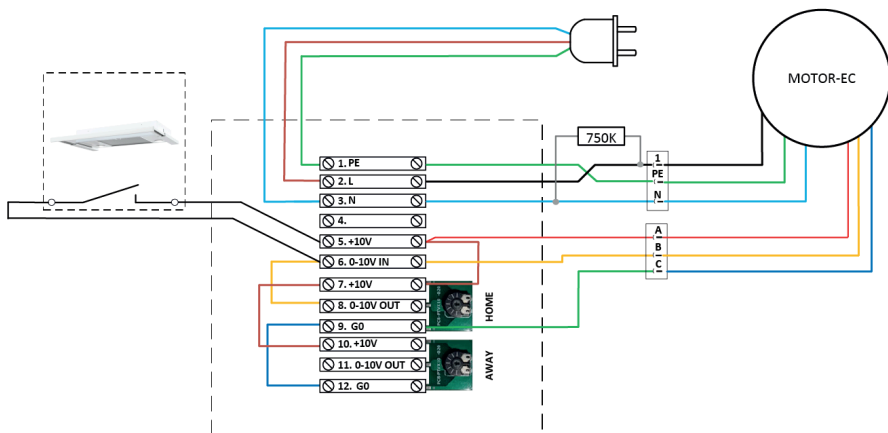 MOTOR-EC
750K
1. PE
2. L
3. N
4.
5. +10V
6. 0-10V IN
7. +10V
8. 0-10V OUT
9. G0
10. +10V
11. 0-10V OUT
12. G0
HOME
AWAY
1
PE
N
A
B
C